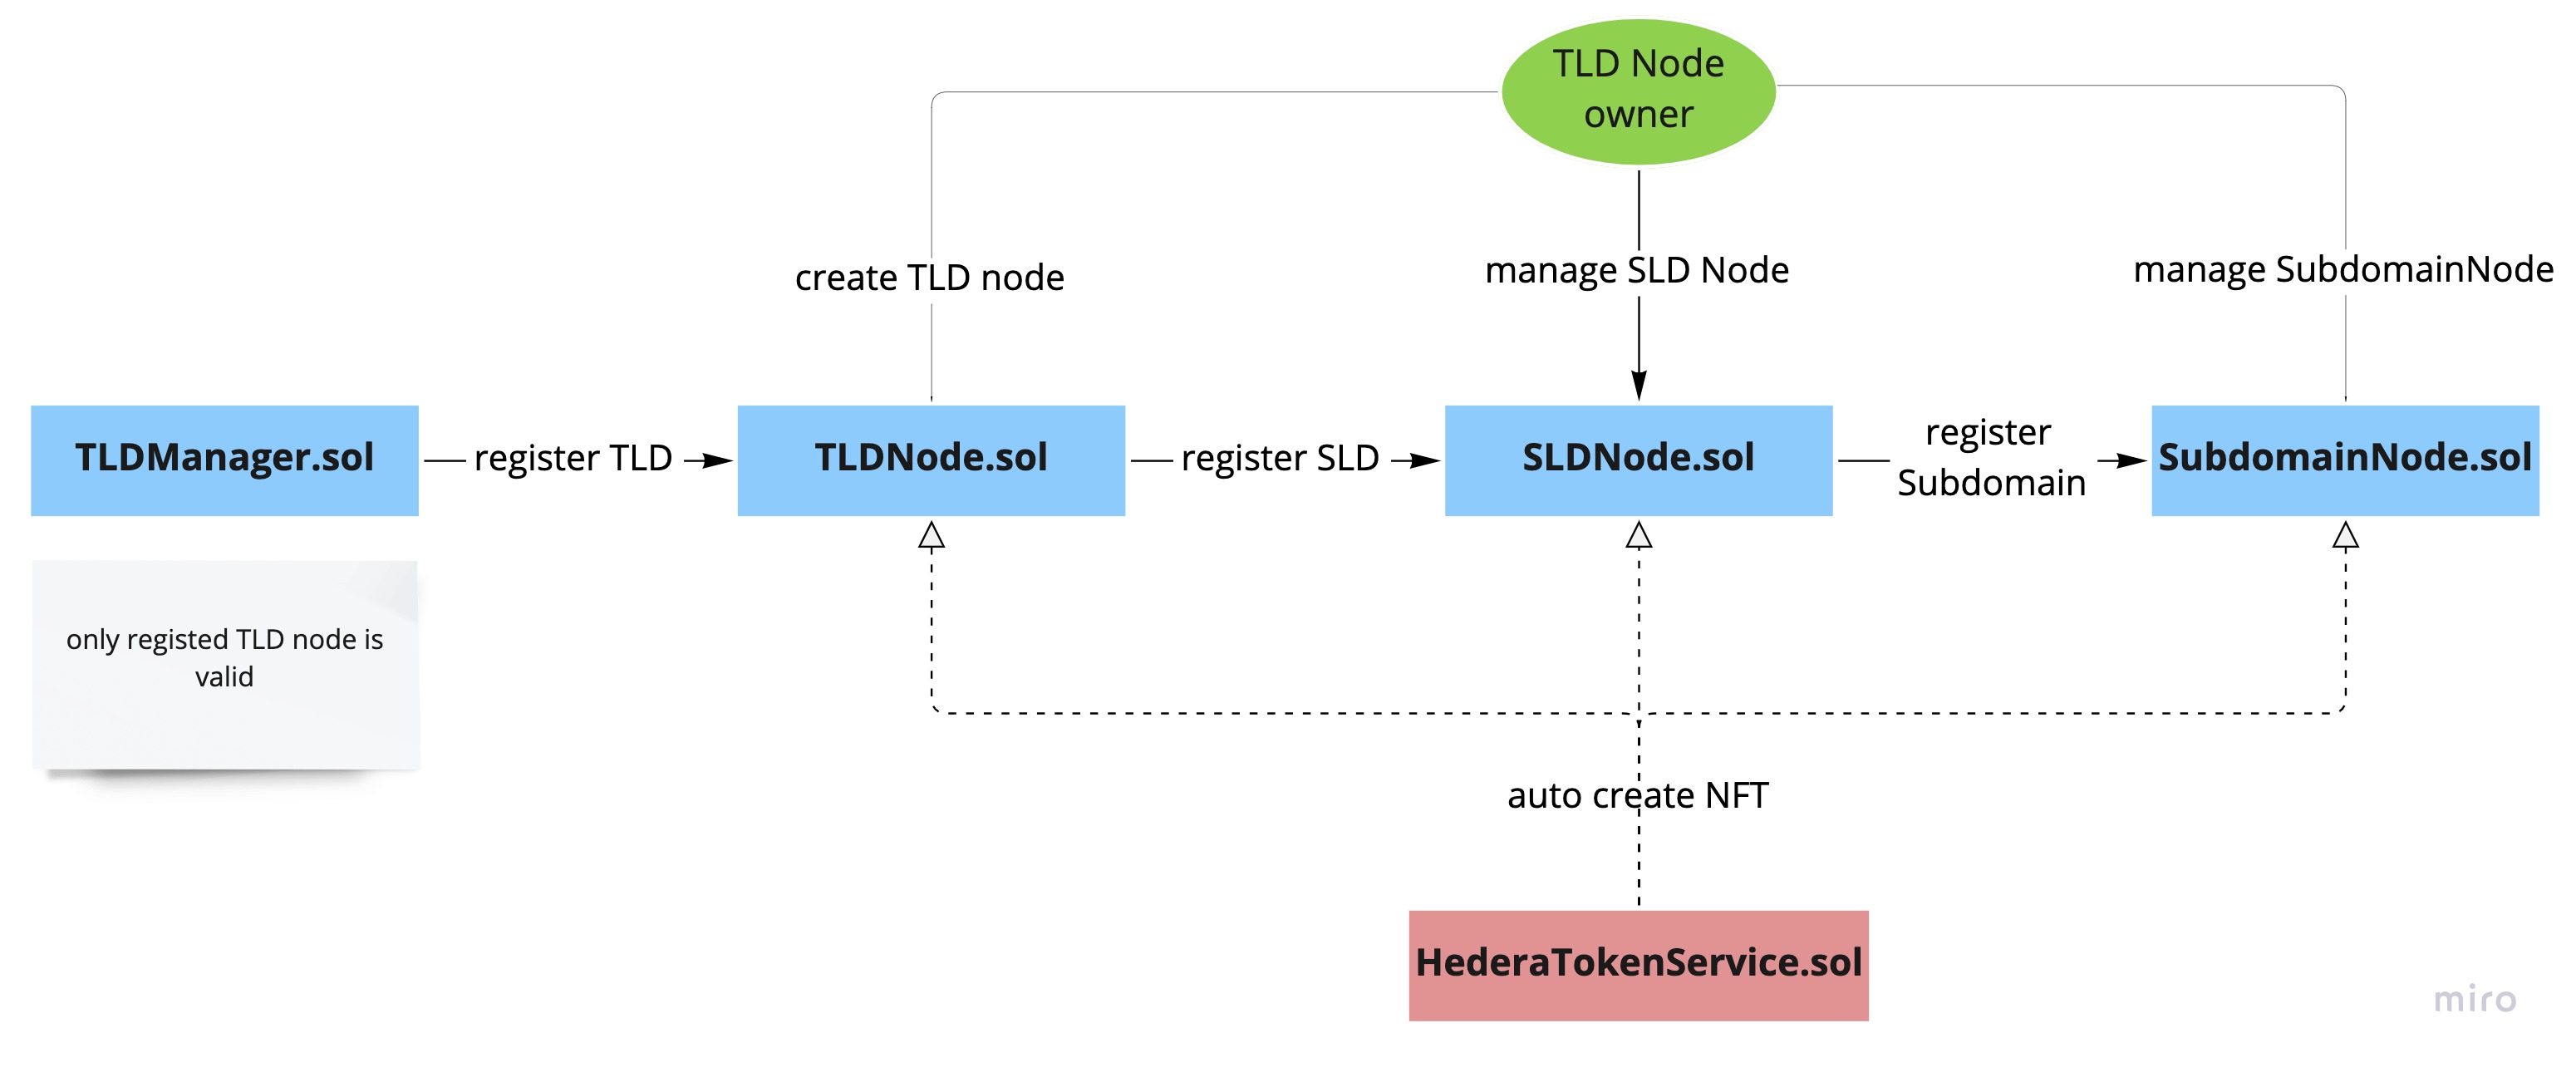 TLD Node
owner
create TLD node
manage SLD Node
manage SubdomainNode
TLDManager.sol
register TLD
TLDNode.sol
register SLD
SLDNode.sol
register
Subdomain
SubdomainNode.sol
only registed TLD node is
valid
auto create NFT
HederaTokenService.sol
miro